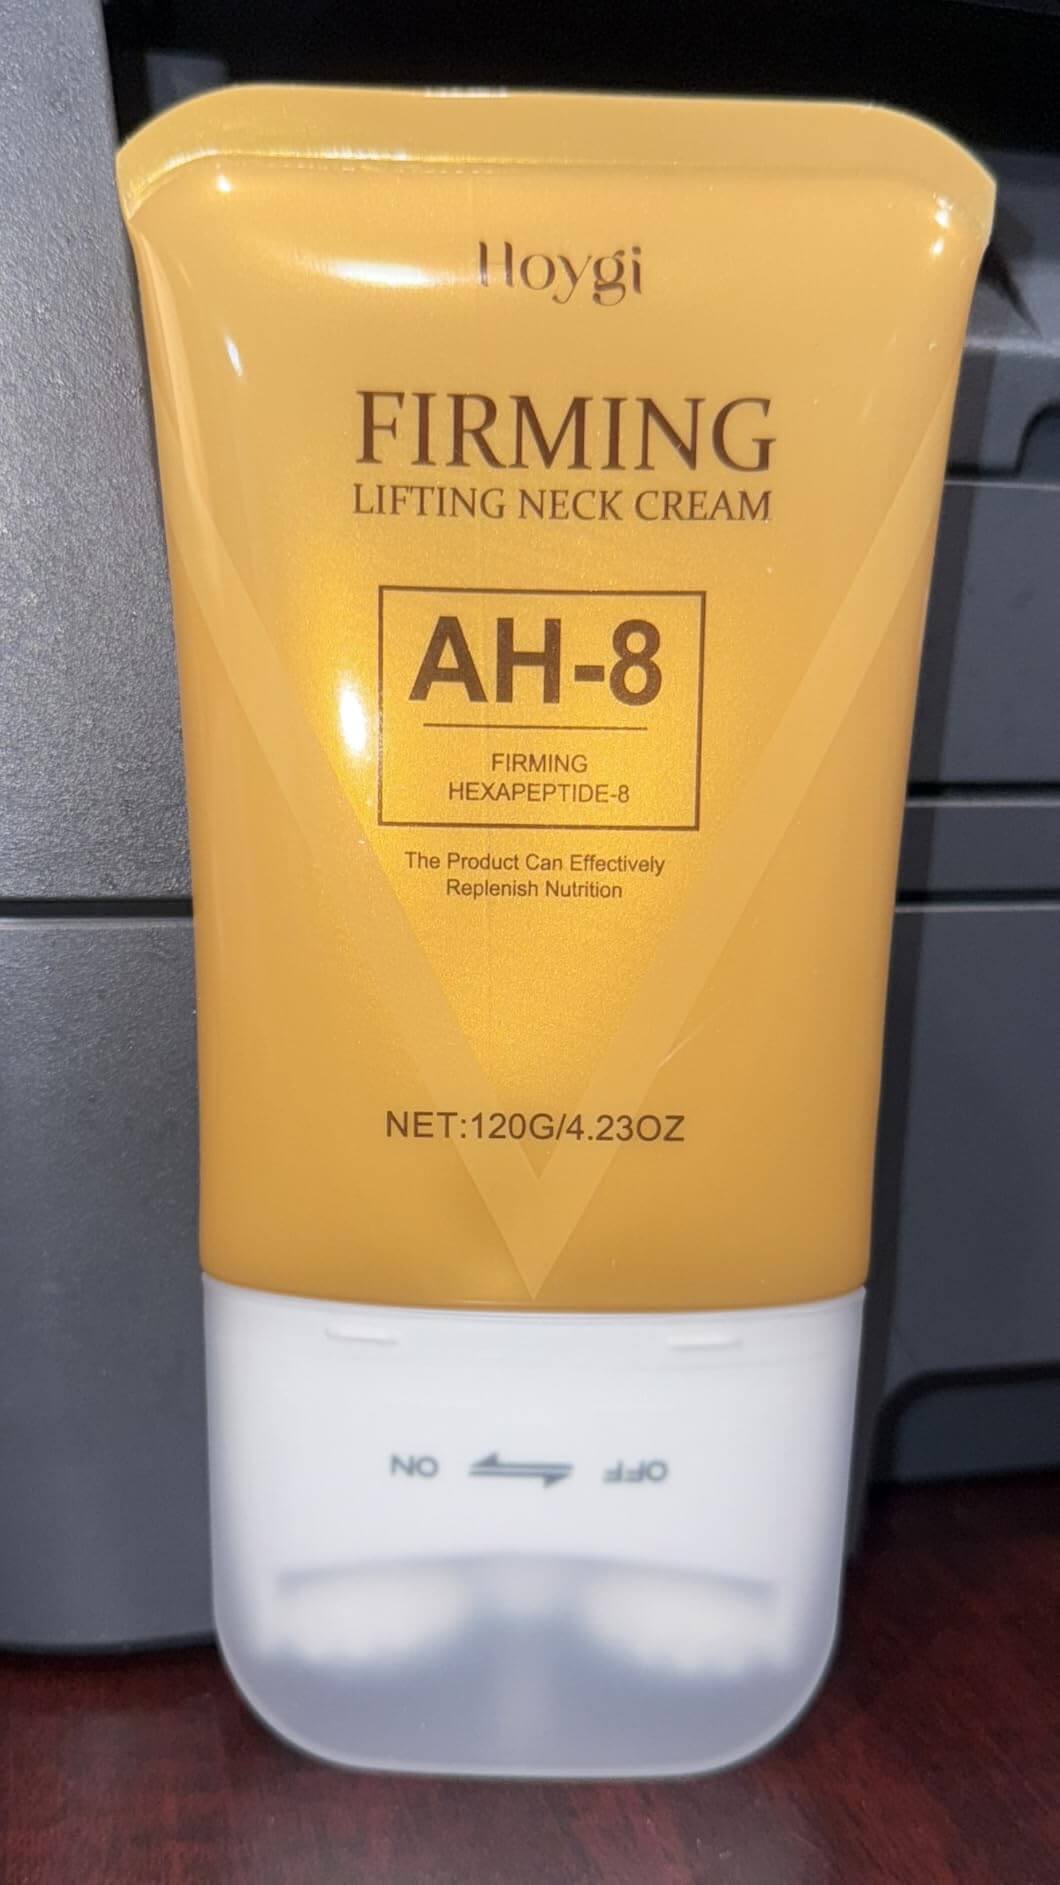 Hoygi
FIRMING
LIFTING NECK CREAM
AH-8
FIRMING
HEXAPEPTIDE-8
The Product Can Effectively
Replenish Nutrition
NET:120G/4.23OZ
OFF ON